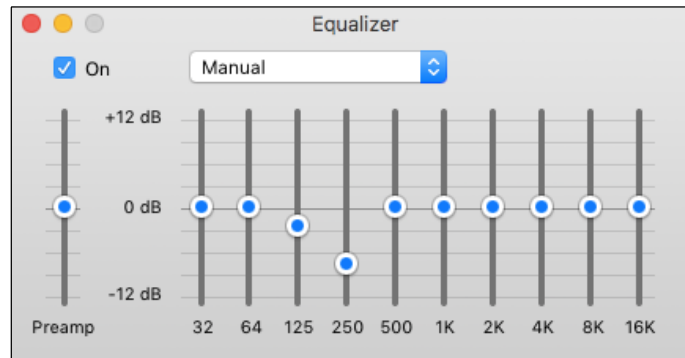 Equalizer
On
Manual
+12 dB
0 dB
-12 dB
Preamp 32 64 125 250 500 1K 2K 4K 8K 16K